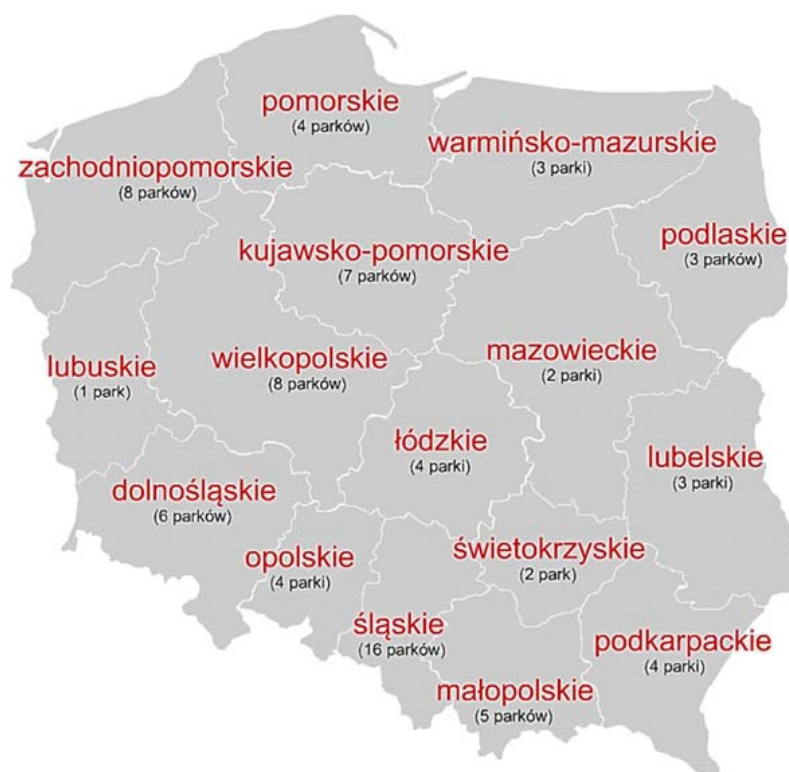 pomorskie
(4 parków)
warmińsko-mazurskie
(3 parki)
zachodniopomorskie
(8 parków)
podlaskie
(3 parków)
kujawsko-pomorskie
(7 parków)
mazowieckie
(2 parki)
lubuskie
(1 park)
wielkopolskie
(8 parków)
łódzkie
(4 parki)
lubelskie
(3 parki)
dolnośląskie
(6 parków)
opolskie
(4 parki)
świetokrzyskie
(2 park)
śląskie
(16 parków)
podkarpackie
(4 parki)
małopolskie
(5 parków)